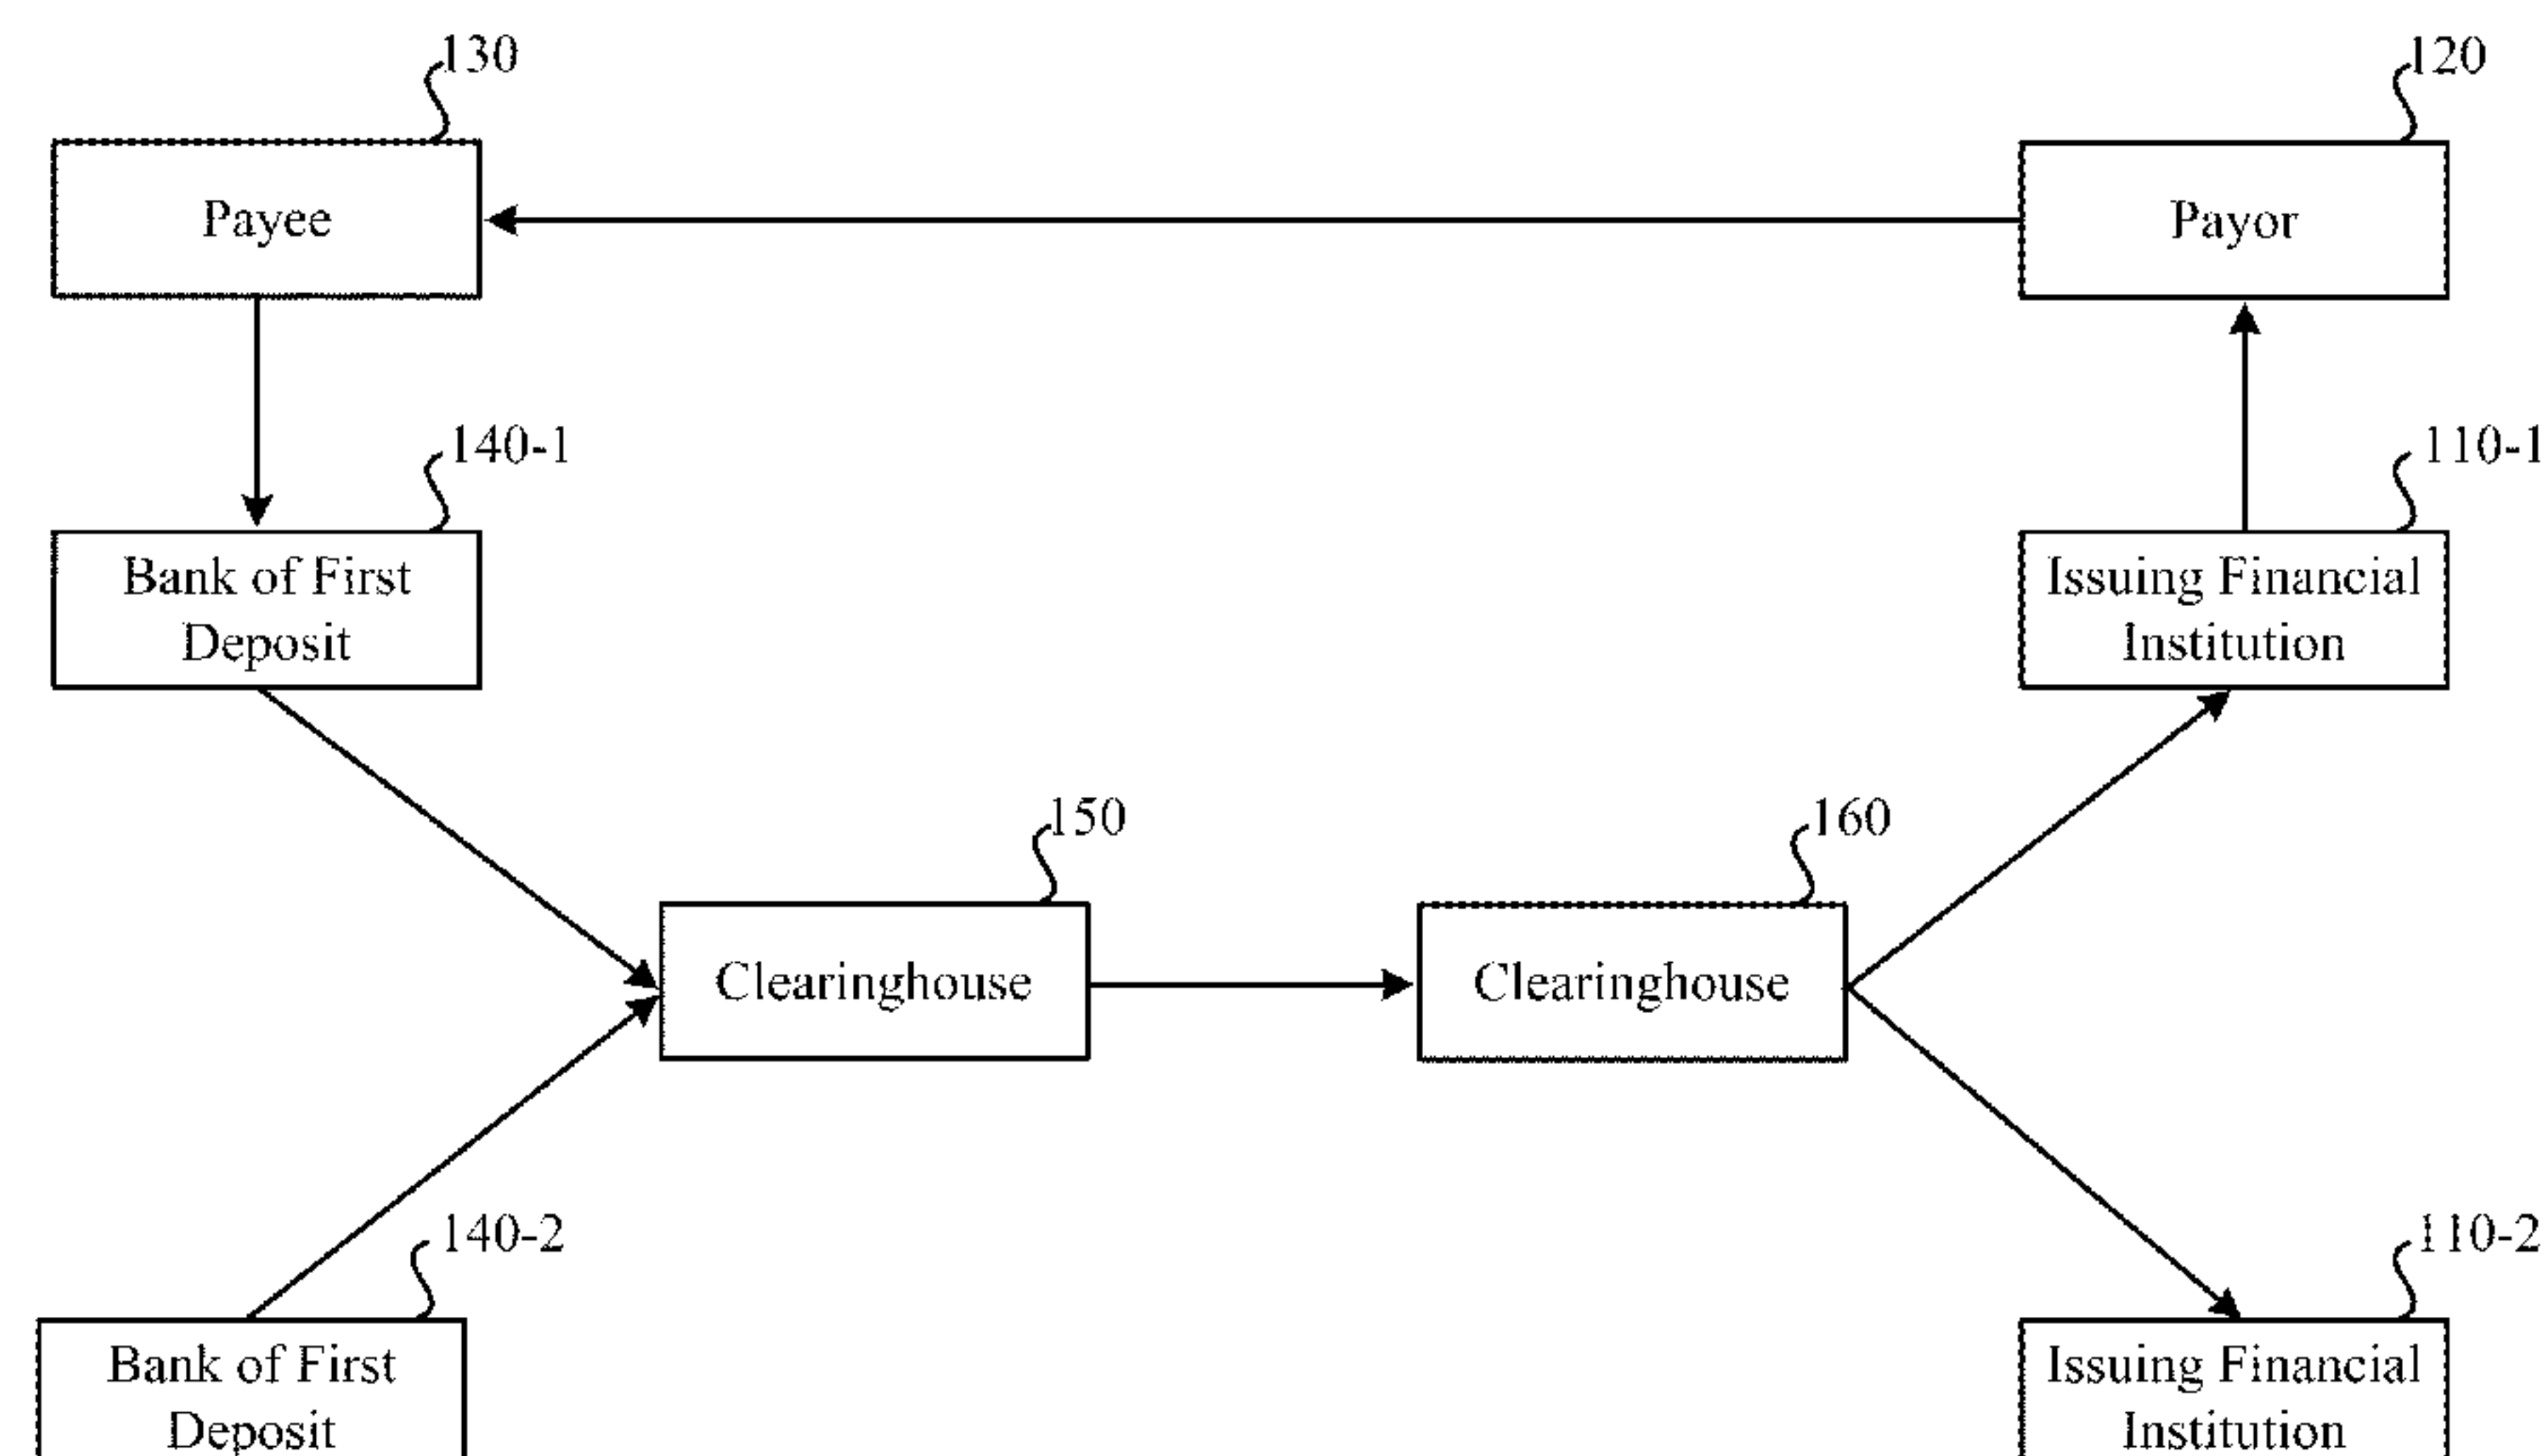 130
120
Payee
Payor
140-1
110-1
Bank of First
Deposit
Issuing Financial
Institution
150
160
Clearinghouse
Clearinghouse
140-2
110-2
Bank of First
Deposit
Issuing Financial
Institution